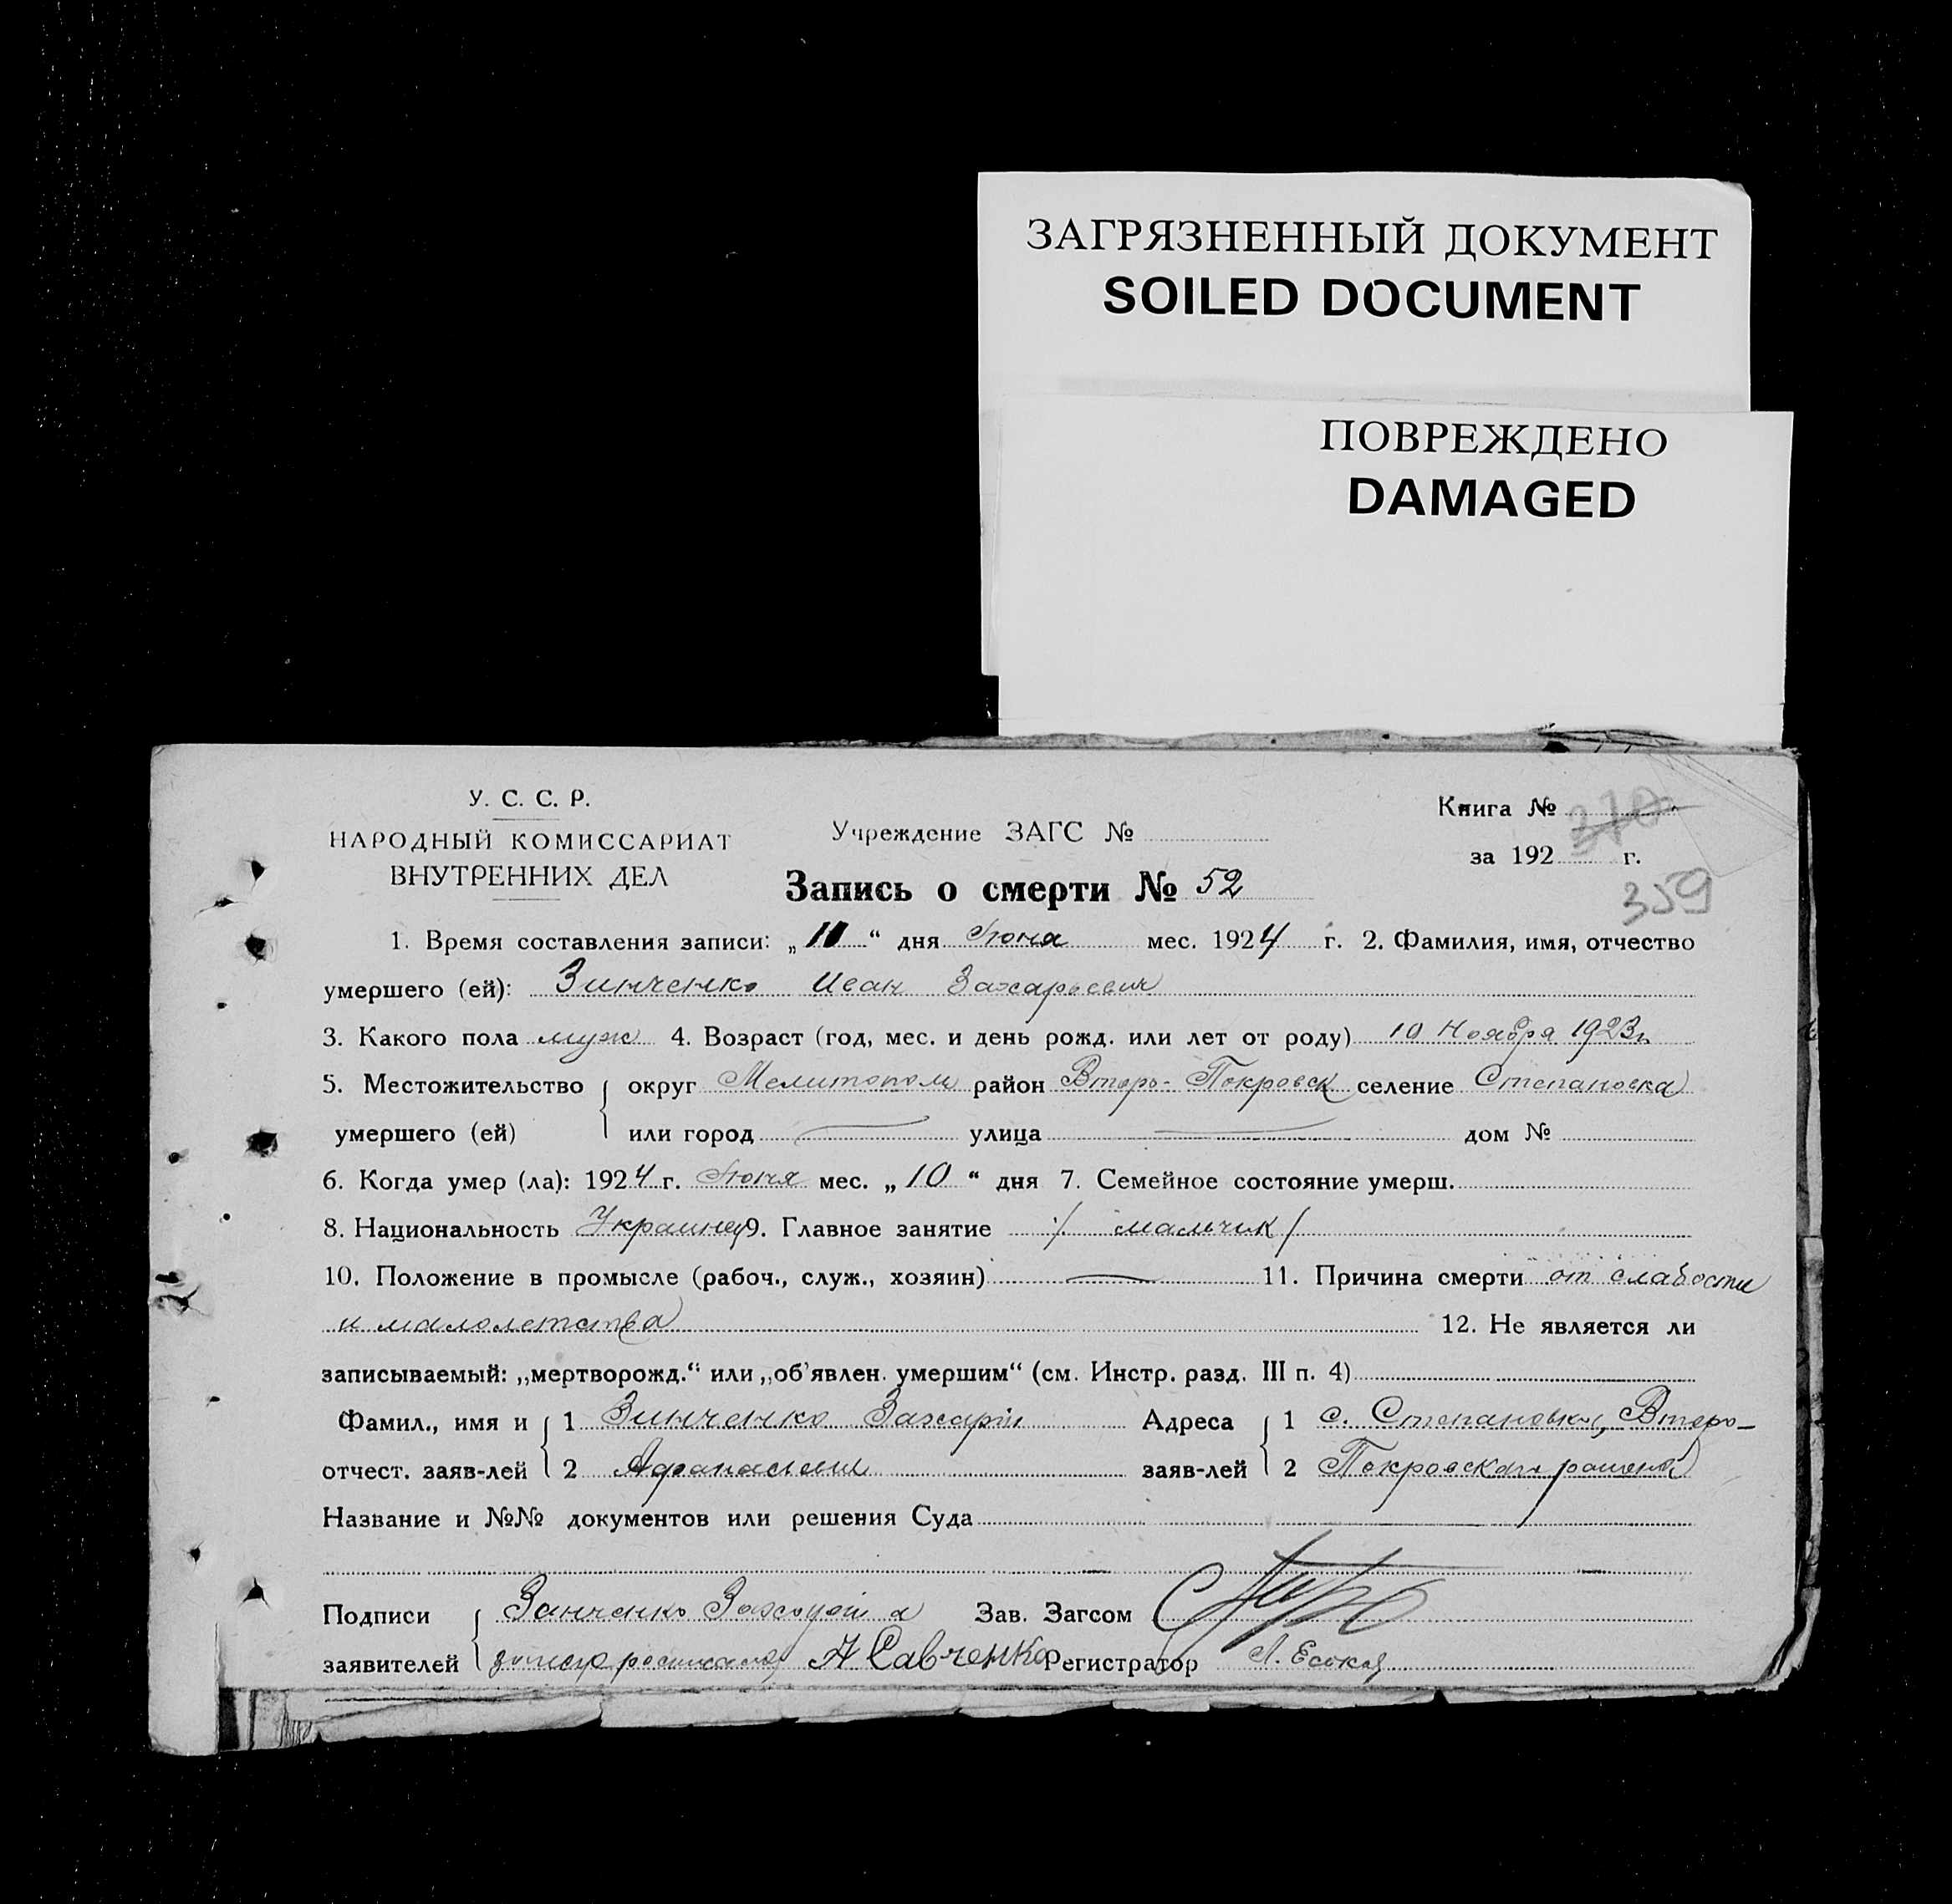 ЗАГРЯЗНЕННЫЙ ДОКУМЕНТ
SOILED DOCUMENT
ПОВРЕЖДЕНО
DAMAGED
У. С. С. Р.
НАРОДНЫЙ КОМИССАРИАТ
ВНУТРЕННИХ ДЕЛ
Учреждение ЗАГС №
Книга № 370
за 192 г.
359
Запись о смерти № 52
1. Время составления записи: „11“ дня Июня мес. 1924 г. 2. Фамилия, имя, отчество
умершего (ей): Зинченко Иван Захарьевич
3. Какого пола муж 4. Возраст (год, мес. и день рожд. или лет от роду) 10 Ноября 1923г.
5. Местожительство округ Мелитополь район Втор�-Покровск селение Степановка
умершего (ей) или город улица дом №
6. Когда умер (ла): 1924 г. Июня мес. „10“ дня 7. Семейное состояние умерш.
8. Национальность Украинец 9. Главное занятие /мальчик/
10. Положение в промысле (рабоч., служ., хозяин) 11. Причина смерти от слабости
и малолетства 12. Не является ли
записываемый: „мертворожд.“ или „об'явлен. умершим“ (см. Инстр. разд. III п. 4)
Фамил., имя и 1 Зинченко Захарій Адреса 1 с. Степановка, Второ-
отчест. заяв-лей 2 Афанасьевич заяв-лей 2 Покровскаго
Название и №№ документов или решения Суда
Подписи Зинченко Захарій а Зав. Загсом
заявителей А Савченко Регистратор